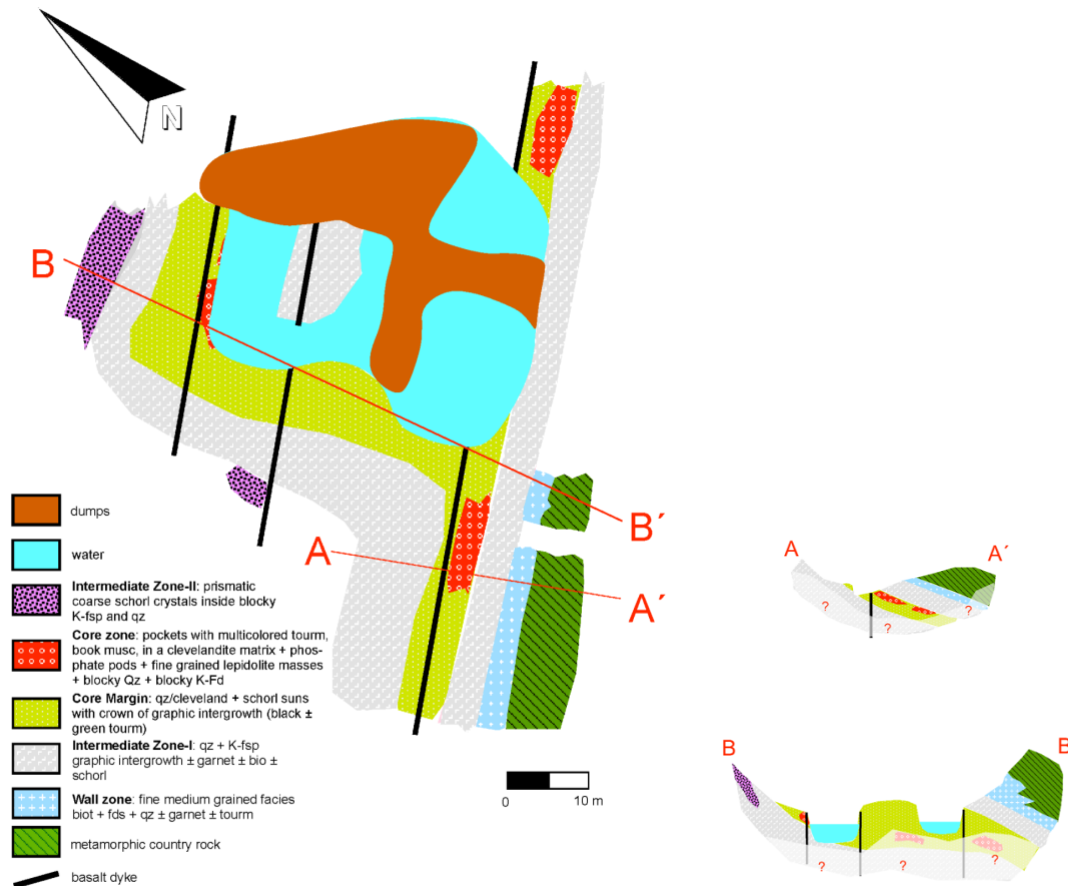 N
B
A
B´
A´
dumps
water
Intermediate Zone-II: prismatic
coarse schorl crystals inside blocky
K-fsp and qz
Core zone: pockets with multicolored tourm,
book musc, in a clevelandite matrix + phos-
phate pods + fine grained lepidolite masses
+ blocky Qz + blocky K-Fd
Core Margin: qz/cleveland + schorl suns
with crown of graphic intergrowth (black ±
green tourm)
Intermediate Zone-I: qz + K-fsp
graphic intergrowth ± garnet ± bio ±
schorl
Wall zone: fine medium grained facies
biot + fds + qz ± garnet ± tourm
metamorphic country rock
basalt dyke
0 10 m
A A´
? ? ?
B B
? ? ?